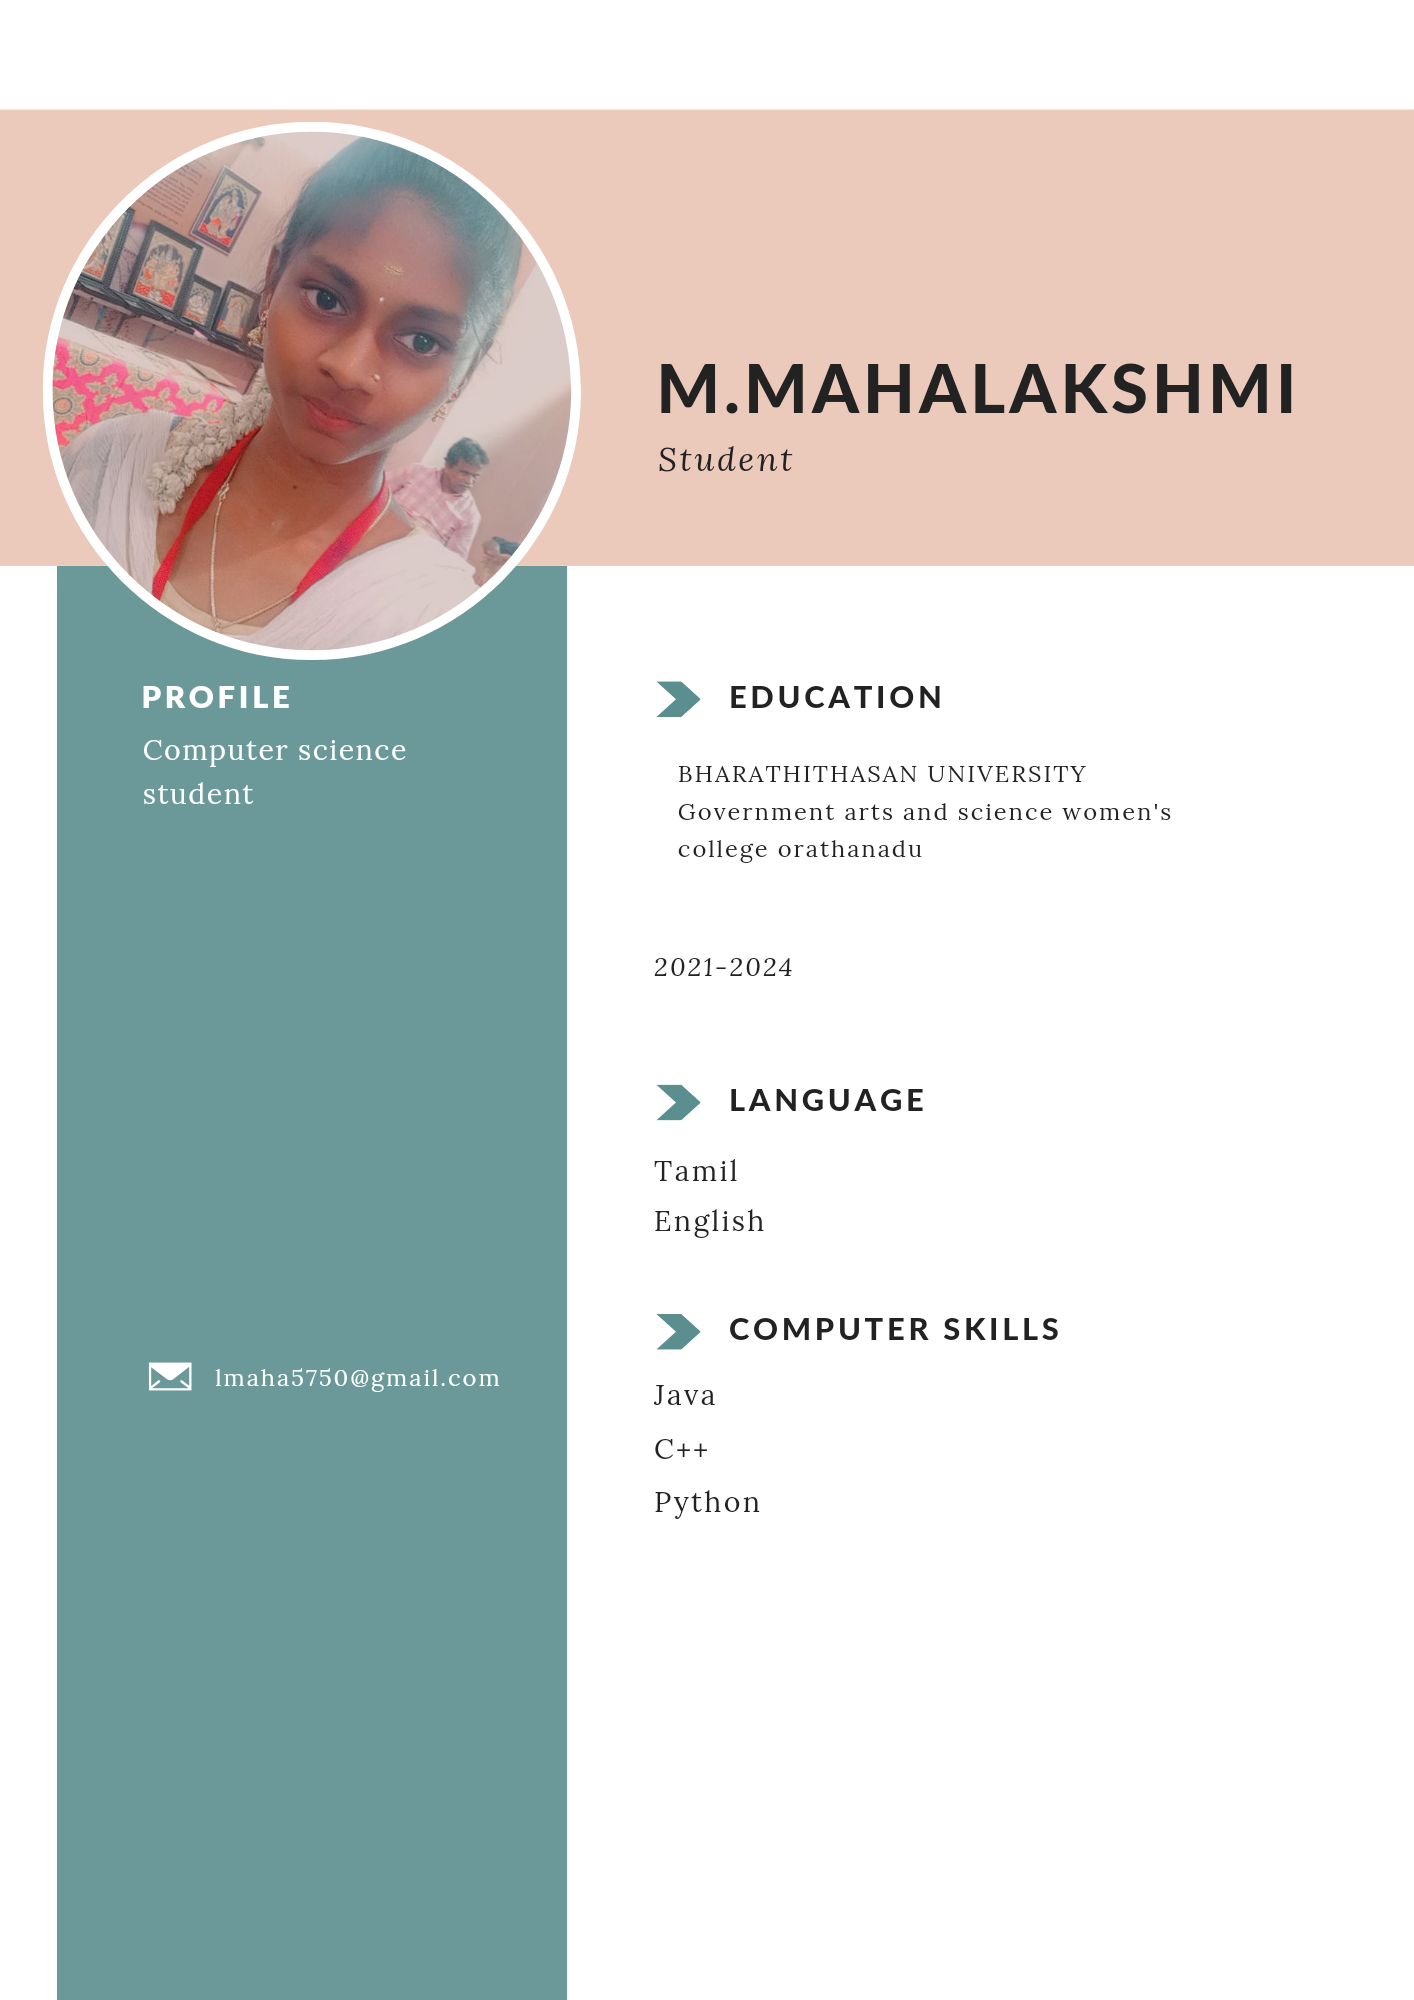 M.MAHALAKSHMI
Student
PROFILE
Computer science
student
lmaha5750@gmail.com
EDUCATION
BHARATHITHASAN UNIVERSITY
Government arts and science women's
college orathanadu
2021-2024
LANGUAGE
Tamil
English
COMPUTER SKILLS
Java
C++
Python